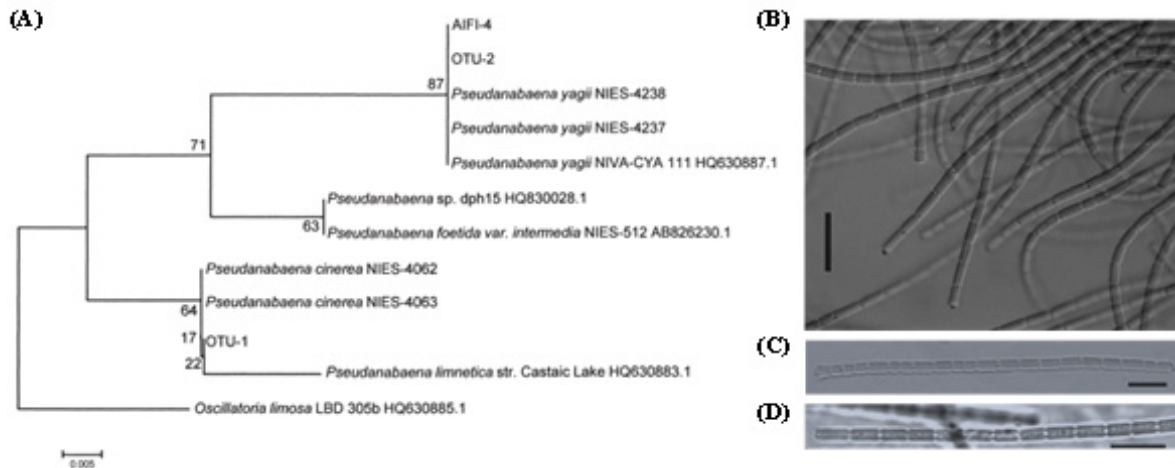 (A)
AIFI-4
OTU-2
87
Pseudanabaena yagii NIES-4238
Pseudanabaena yagii NIES-4237
71
Pseudanabaena yagii NIVA-CYA 111 HQ630887.1
Pseudanabaena sp. dph15 HQ830028.1
63
Pseudanabaena foetida var. intermedia NIES-512 AB826230.1
Pseudanabaena cinerea NIES-4062
Pseudanabaena cinerea NIES-4063
64
17
OTU-1
22
Pseudanabaena limnetica str. Castaic Lake HQ630883.1
Oscillatoria limosa LBD 305b HQ630885.1
0.005
(B)
(C)
(D)